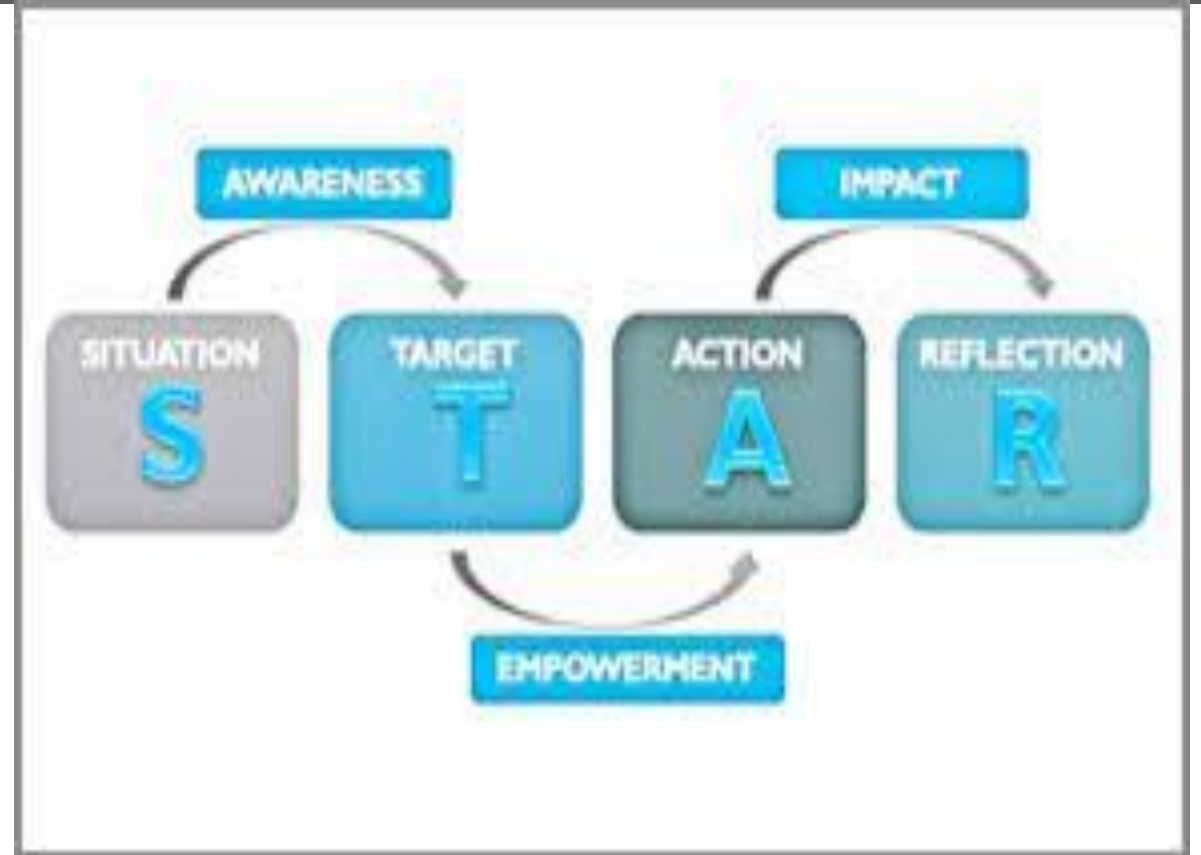 AWARENESS
IMPACT
SITUATION
S
TARGET
T
ACTION
A
REFLECTION
R
EMPOWERMENT